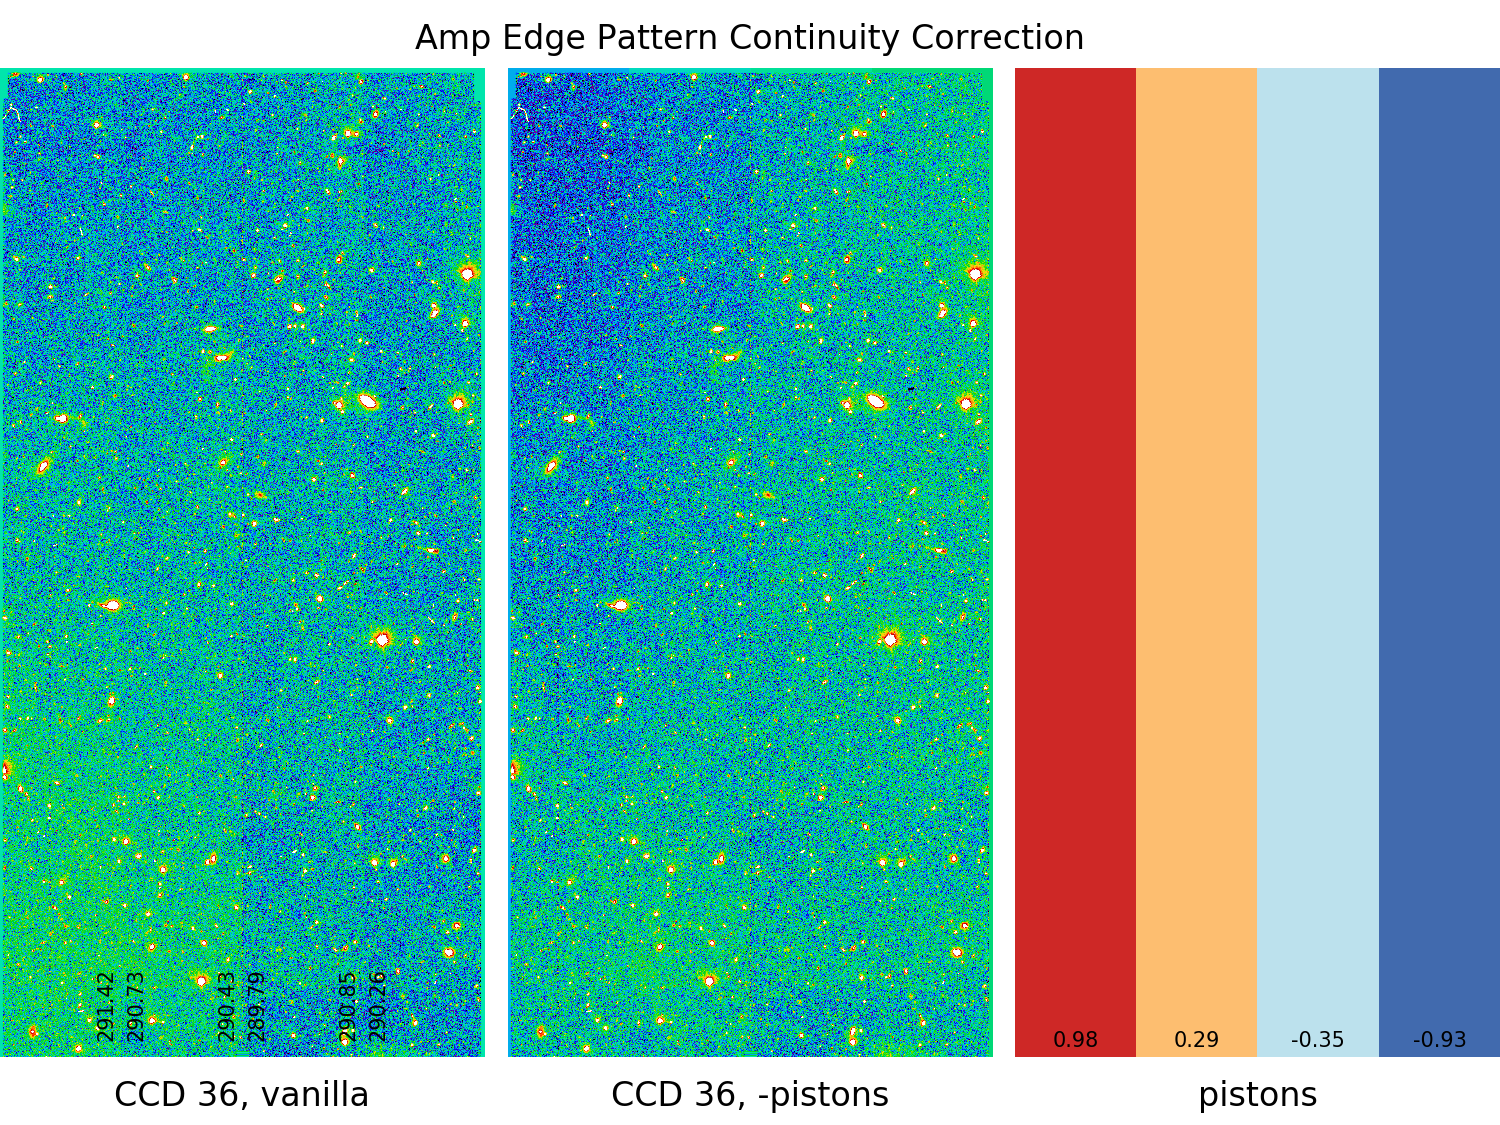 Amp Edge Pattern Continuity Correction
291.42
290.73
290.43
289.79
290.85
290.26
0.98
0.29
-0.35
-0.93
CCD 36, vanilla
CCD 36, -pistons
pistons